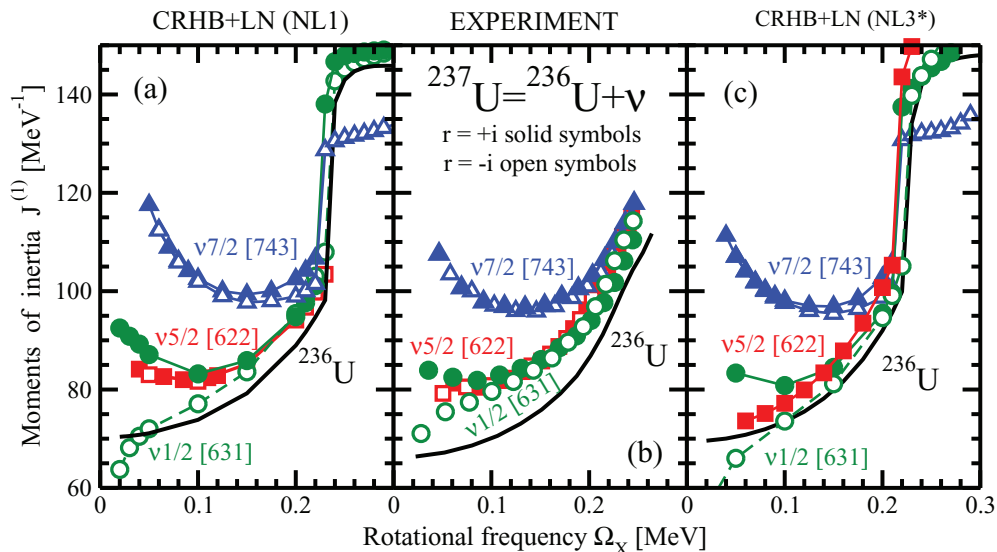 CRHB+LN (NL1)
EXPERIMENT
CRHB+LN (NL3*)
Moments of inertia J⁽¹⁾ [MeV⁻¹]
140
120
100
80
60
(a)
ν7/2 [743]
ν5/2 [622]
²³⁶U
ν1/2 [631]
²³⁷U=²³⁶U+ν
r = +i solid symbols
r = -i open symbols
ν7/2 [743]
ν5/2 [622]
²³⁶U
ν1/2 [631]
(b)
(c)
ν7/2 [743]
ν5/2 [622]
²³⁶U
ν1/2 [631]
0 0.1 0.2 0 0.1 0.2 0 0.1 0.2 0.3
Rotational frequency Ωₓ [MeV]